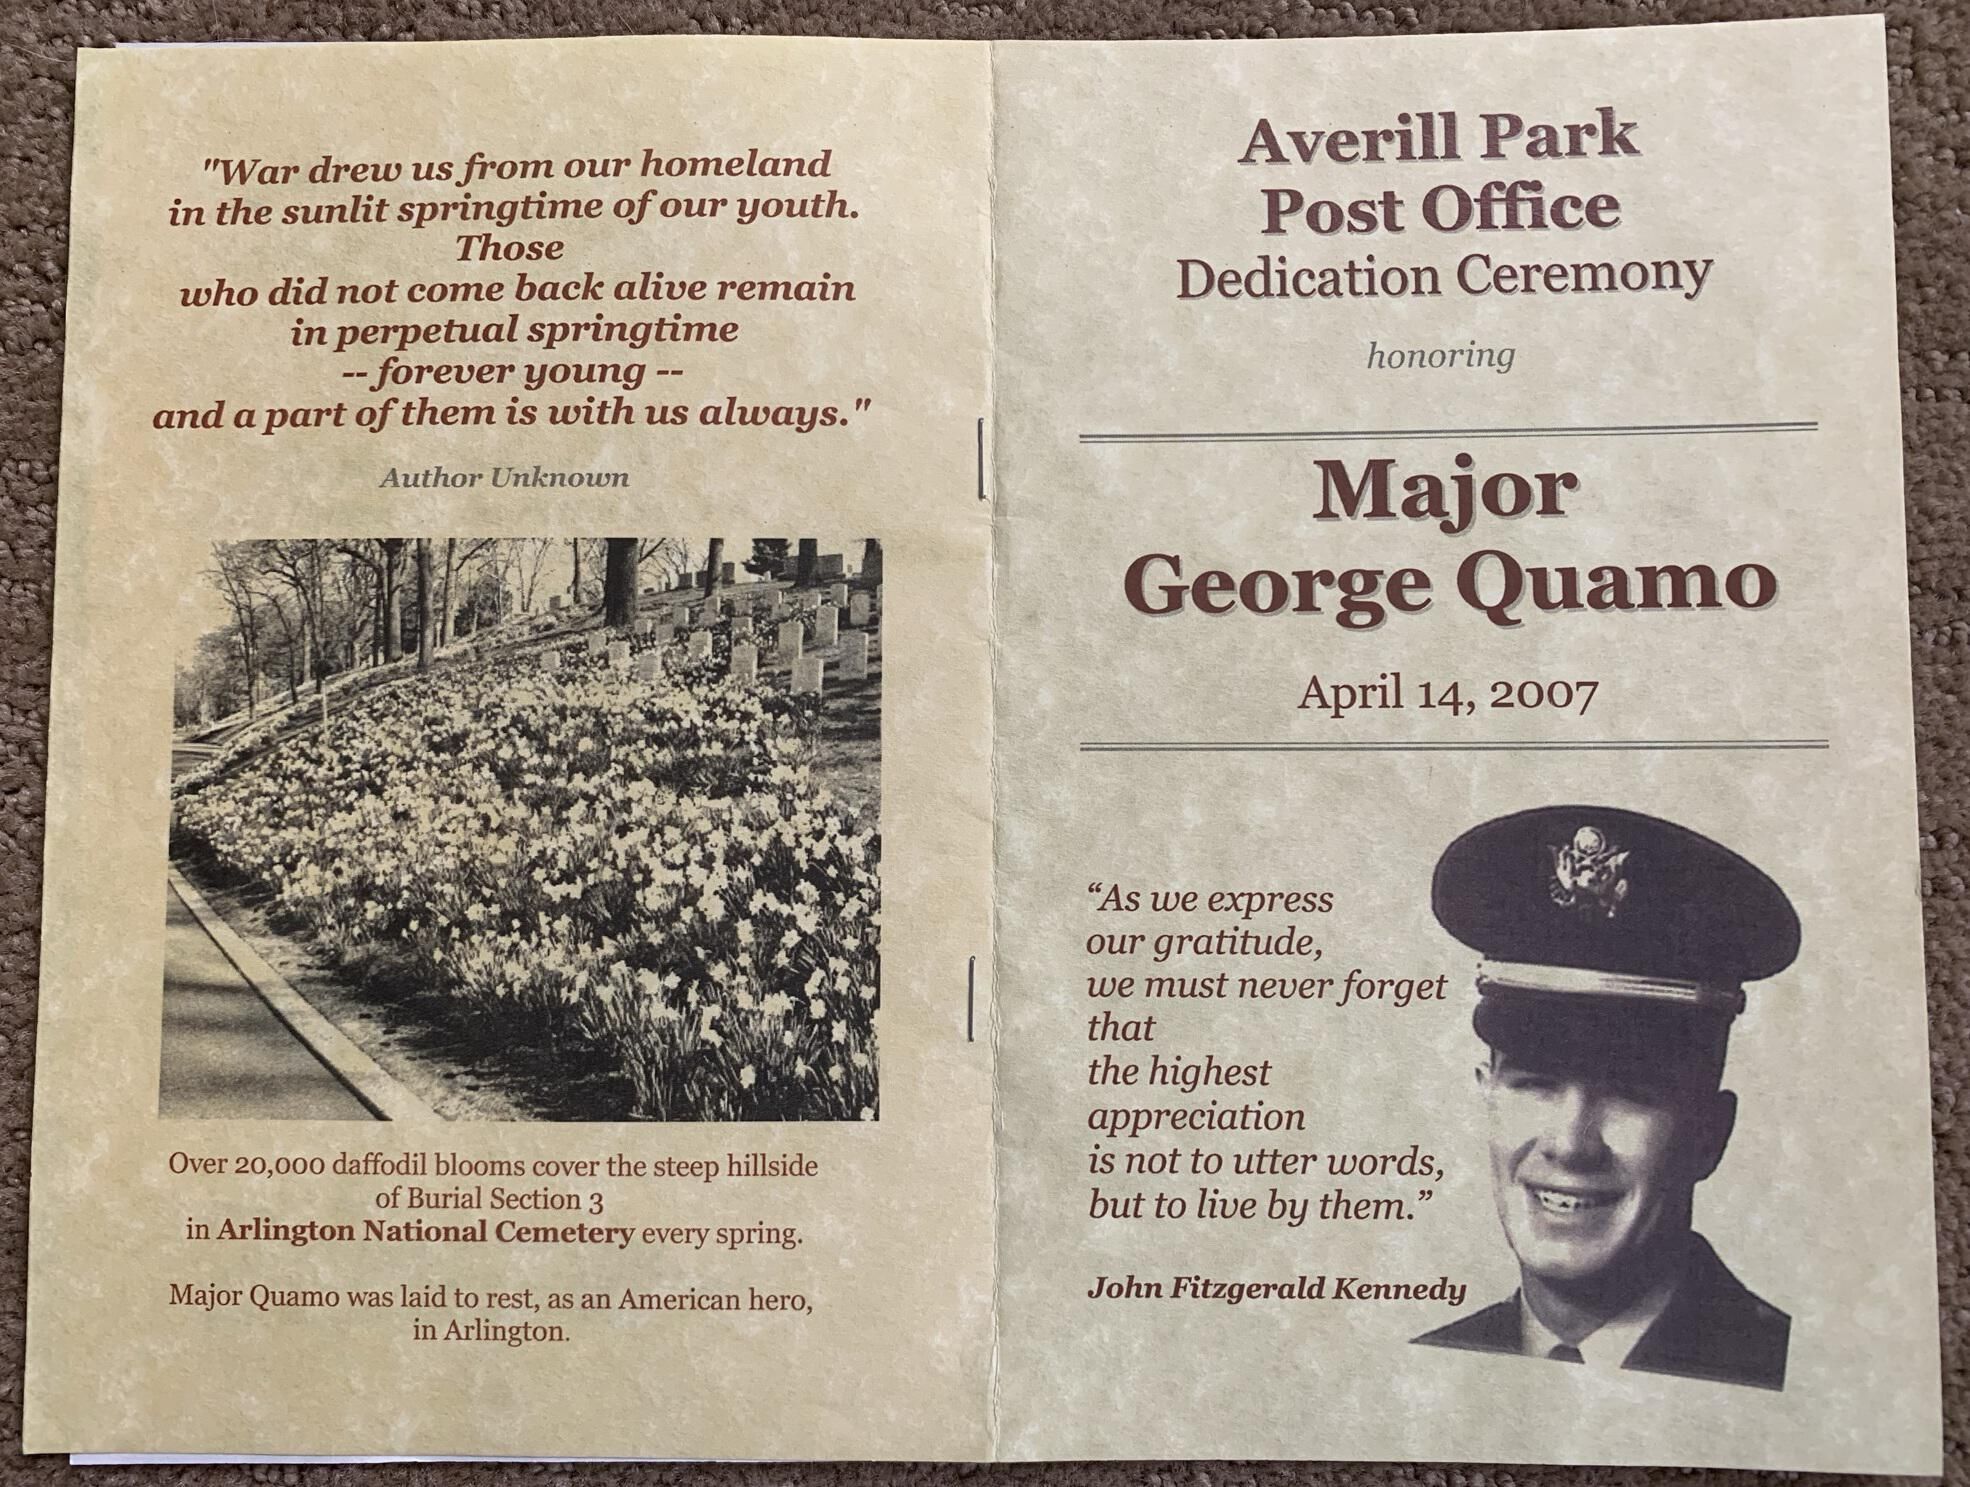 "War drew us from our homeland
in the sunlit springtime of our youth.
Those
who did not come back alive remain
in perpetual springtime
-- forever young --
and a part of them is with us always."
Author Unknown
Over 20,000 daffodil blooms cover the steep hillside
of Burial Section 3
in Arlington National Cemetery every spring.
Major Quamo was laid to rest, as an American hero,
in Arlington.
Averill Park
Post Office
Dedication Ceremony
honoring
Major
George Quamo
April 14, 2007
“As we express
our gratitude,
we must never forget
that
the highest
appreciation
is not to utter words,
but to live by them.”
John Fitzgerald Kennedy